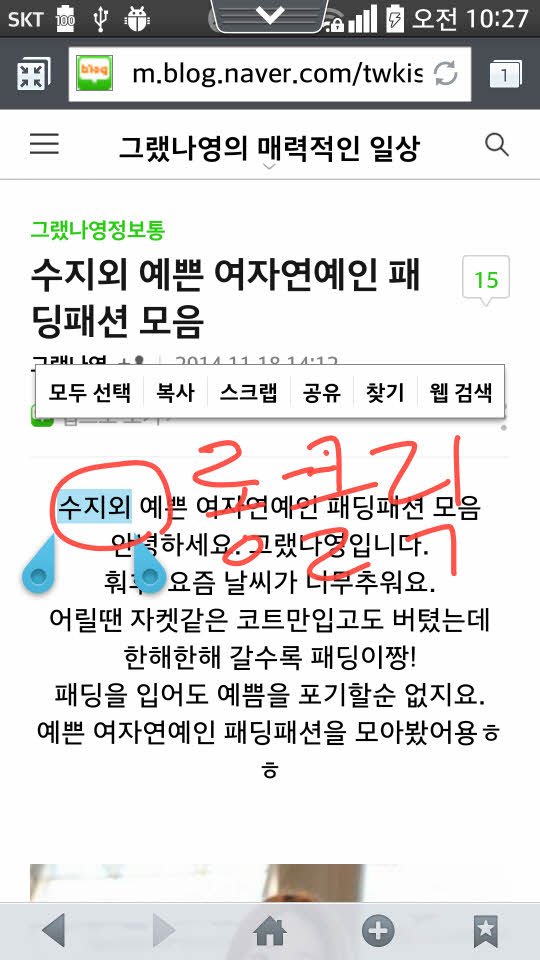 SKT 100 오전 10:27
blog m.blog.naver.com/twkis 1
그랬나영의 매력적인 일상
그랬나영정보통
수지외 예쁜 여자연예인 패
딩패션 모음
15
그랬나영 2014.11.18 14:12
모두 선택 복사 스크랩 공유 찾기 웹 검색
롱클릭
수지외 예쁜 여자연예인 패딩패션 모음
안녕하세요. 그랬나영입니다.
요즘 날씨가 너무추워요.
어릴땐 자켓같은 코트만입고도 버텼는데
한해한해 갈수록 패딩이짱!
패딩을 입어도 예쁨을 포기할순 없지요.
예쁜 여자연예인 패딩패션을 모아봤어용ㅎ
ㅎ